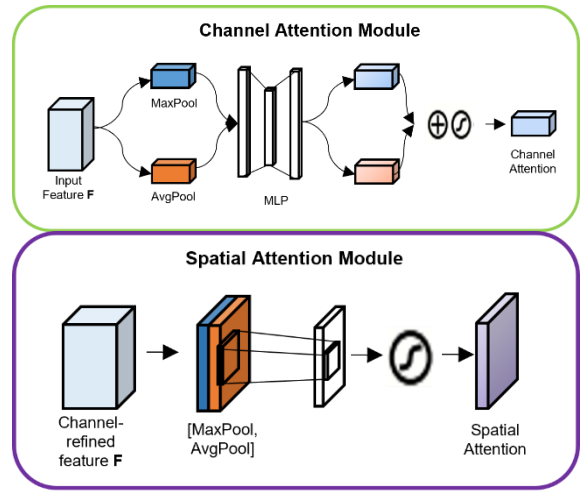 Channel Attention Module
MaxPool
Input
Feature F
AvgPool
MLP
Channel
Attention
Spatial Attention Module
Channel-
refined
feature F
[MaxPool,
AvgPool]
Spatial
Attention